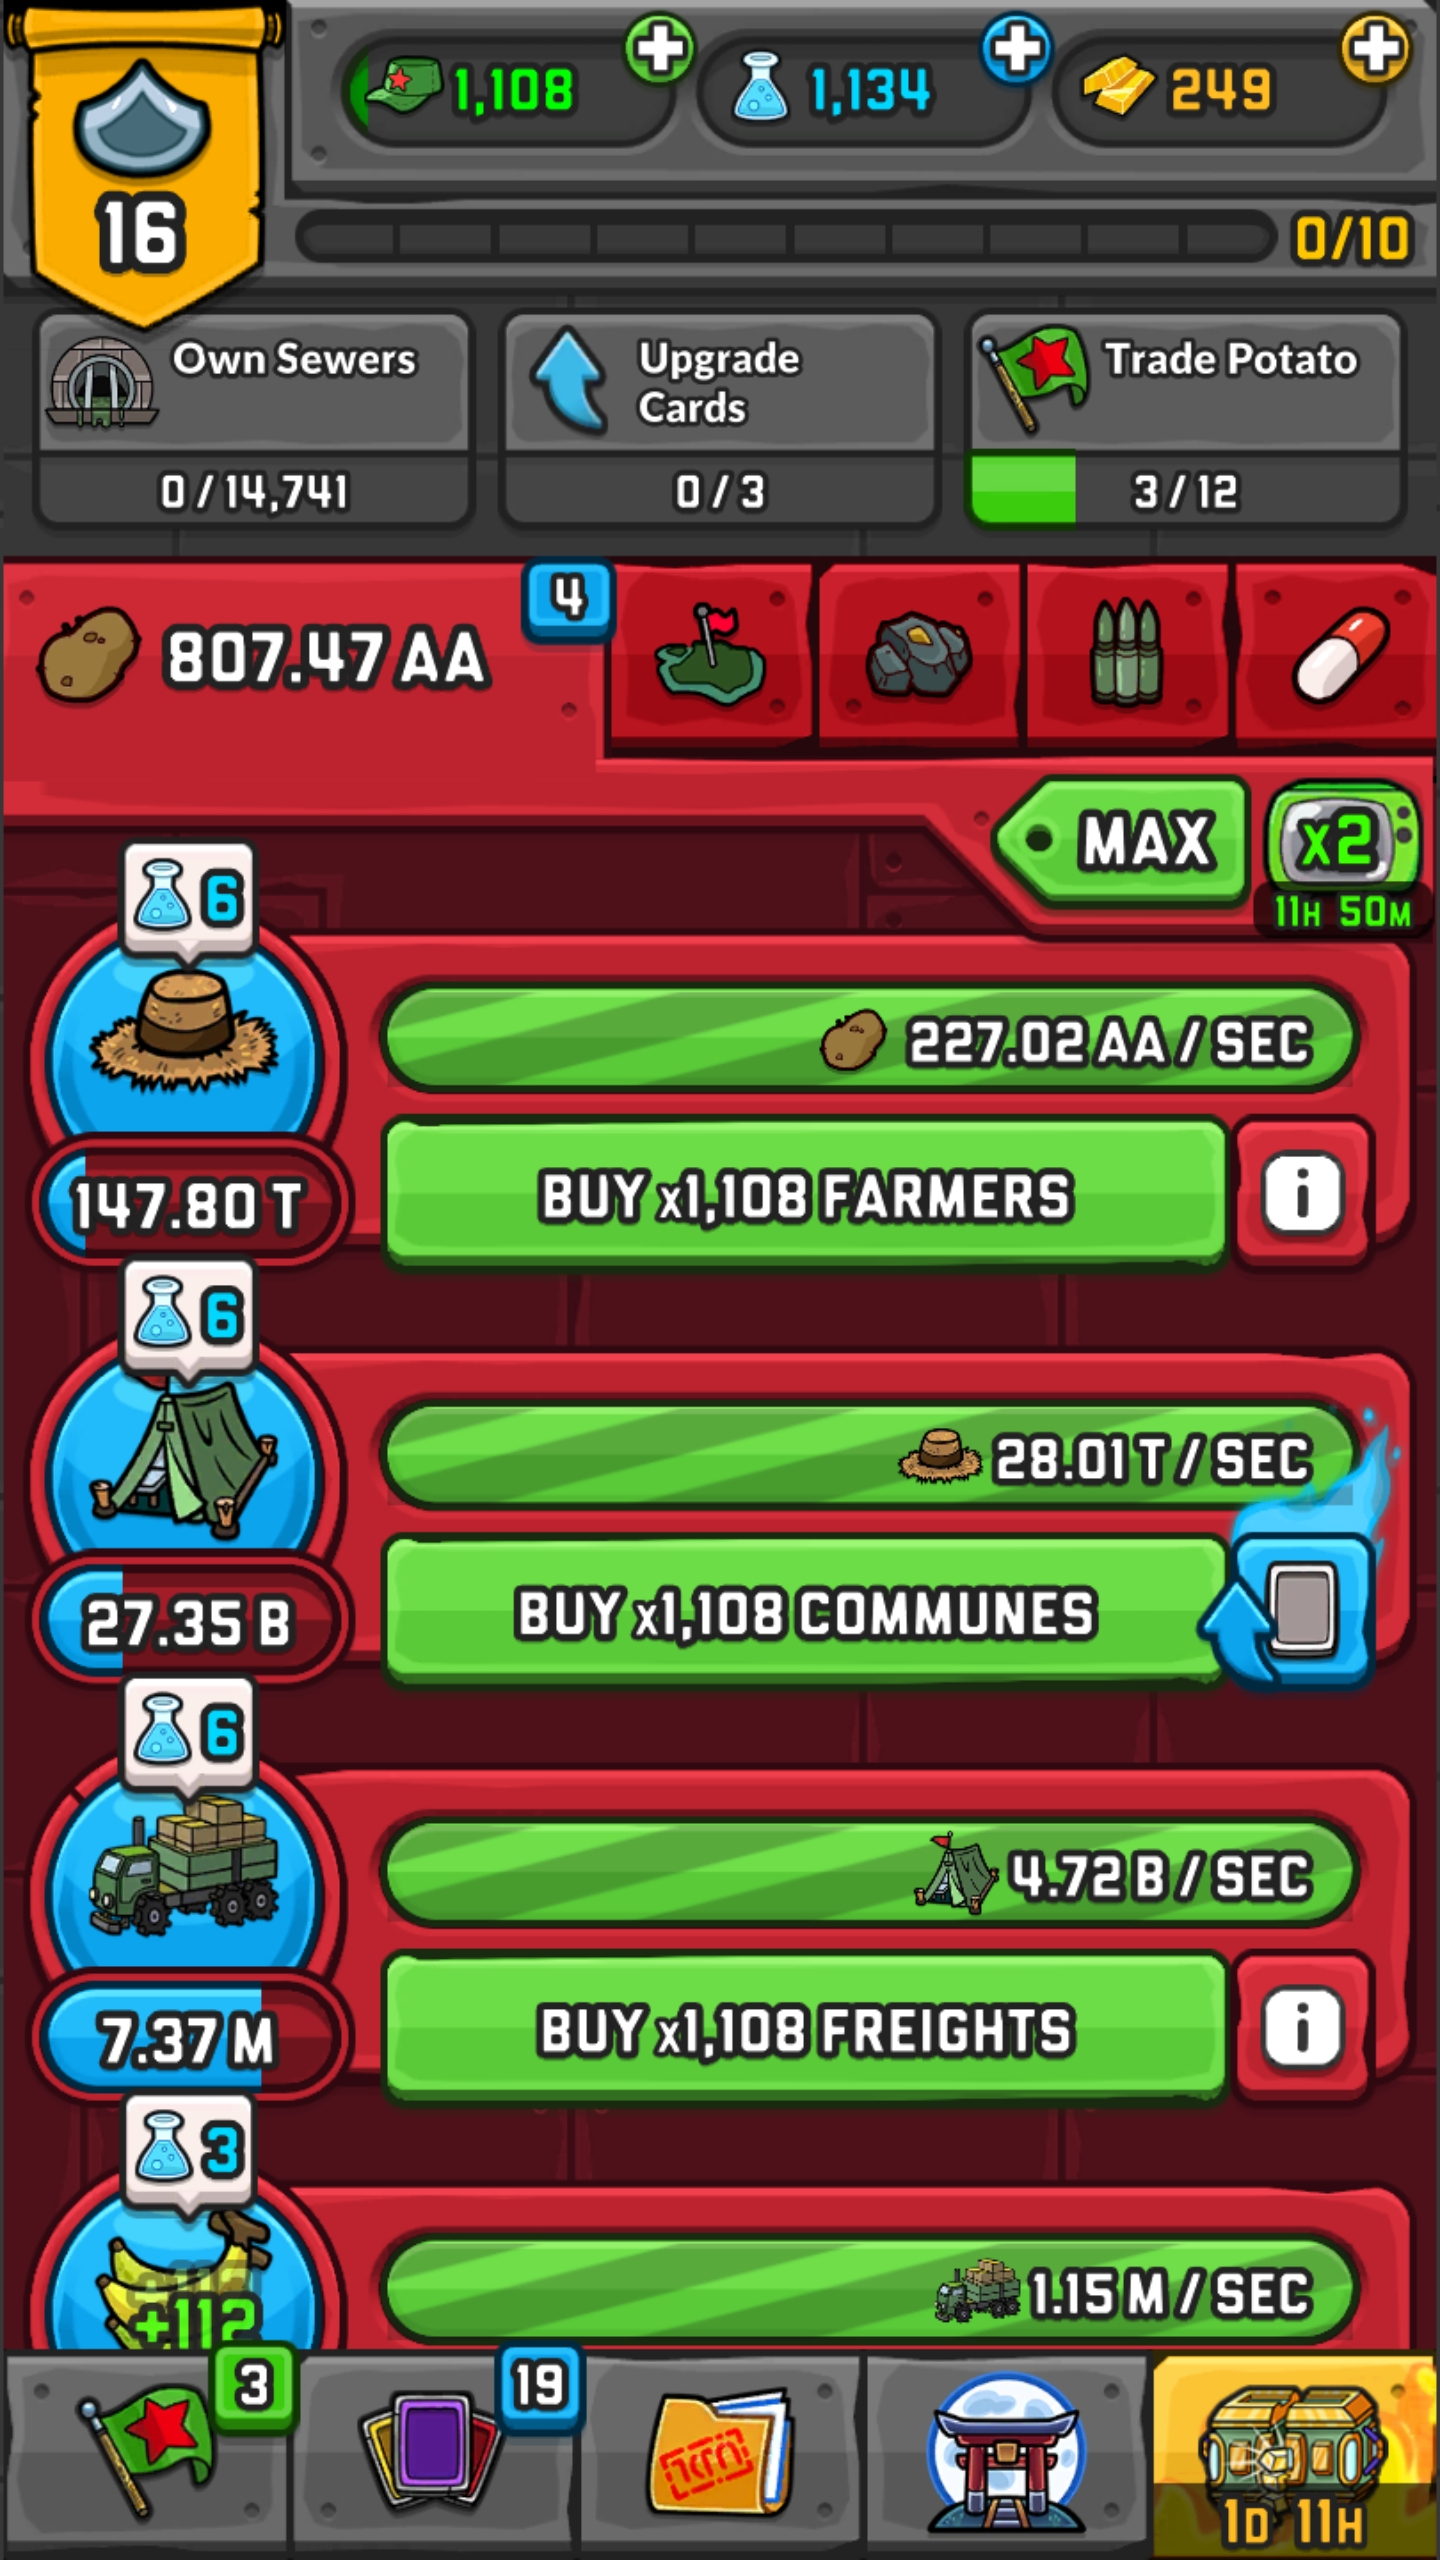 1,108
1,134
249
16
0/10
Own Sewers
0 / 14,741
Upgrade
Cards
0 / 3
Trade Potato
3 / 12
807.47 AA
4
MAX
x2
11H 50M
6
227.02 AA / SEC
147.80 T
BUY x1,108 FARMERS
i
6
28.01 T / SEC
27.35 B
BUY x1,108 COMMUNES
6
4.72 B / SEC
7.37 M
BUY x1,108 FREIGHTS
i
3
+112
1.15 M / SEC
3
19
1D 11H